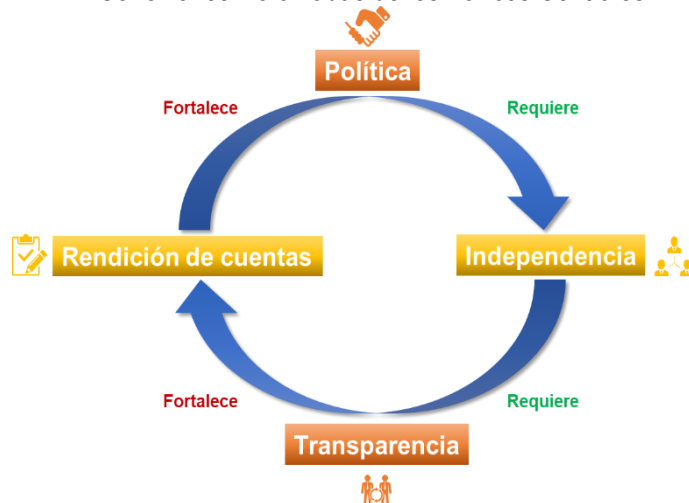 Política
Fortalece
Requiere
Rendición de cuentas
Independencia
Fortalece
Requiere
Transparencia